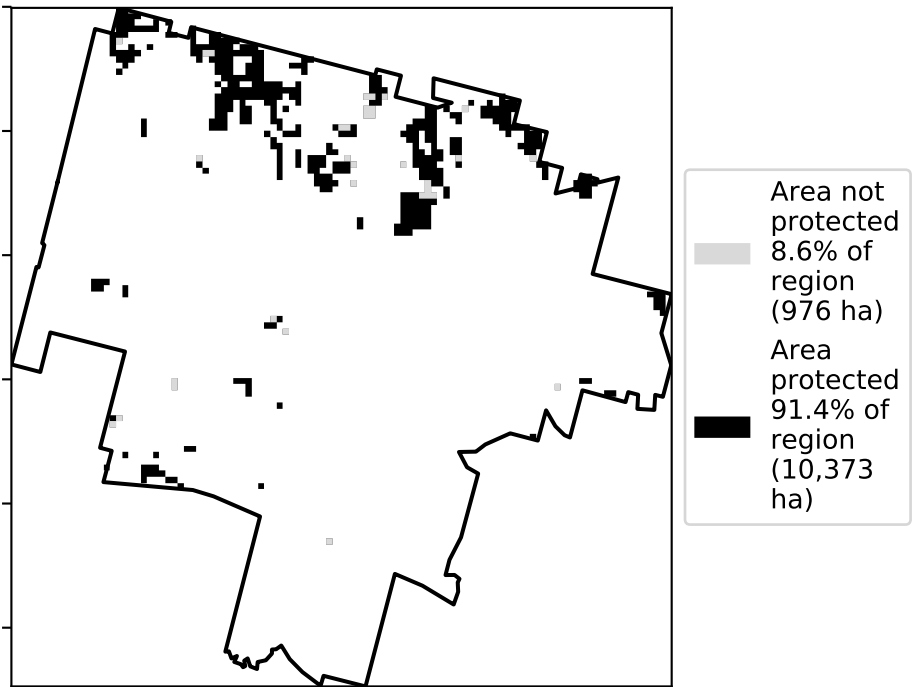 Area not
protected
8.6% of
region
(976 ha)
Area
protected
91.4% of
region
(10,373
ha)